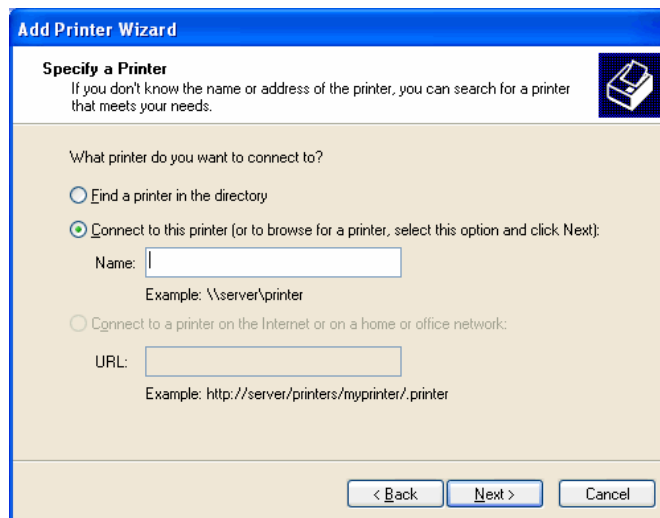 Add Printer Wizard
Specify a Printer
If you don't know the name or address of the printer, you can search for a printer
that meets your needs.
What printer do you want to connect to?
Find a printer in the directory
Connect to this printer (or to browse for a printer, select this option and click Next):
Name:
Example: \\server\printer
Connect to a printer on the Internet or on a home or office network:
URL:
Example: http://server/printers/myprinter/.printer
< Back
Next >
Cancel